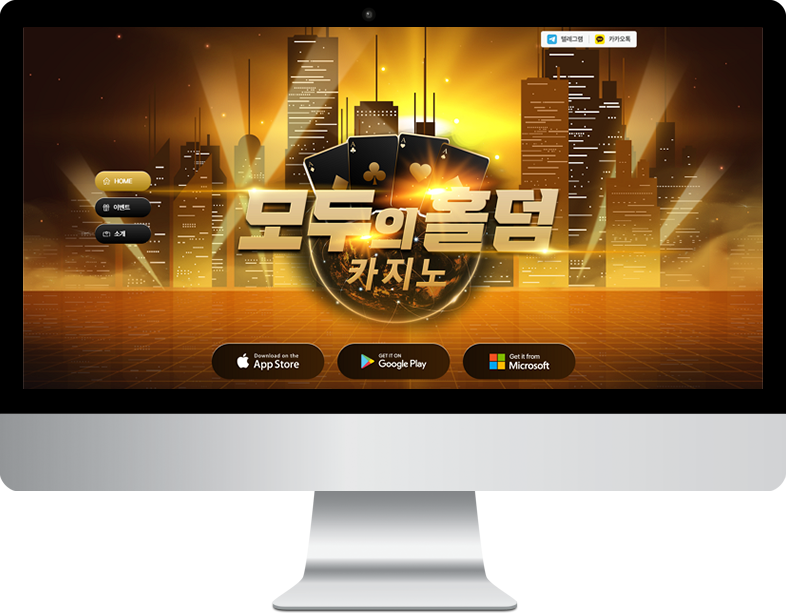 텔레그램 카카오톡
HOME
이벤트
소개
A A A A
모두의 홀덤
카지노
Download on the
App Store
GET IT ON
Google Play
Get it from
Microsoft